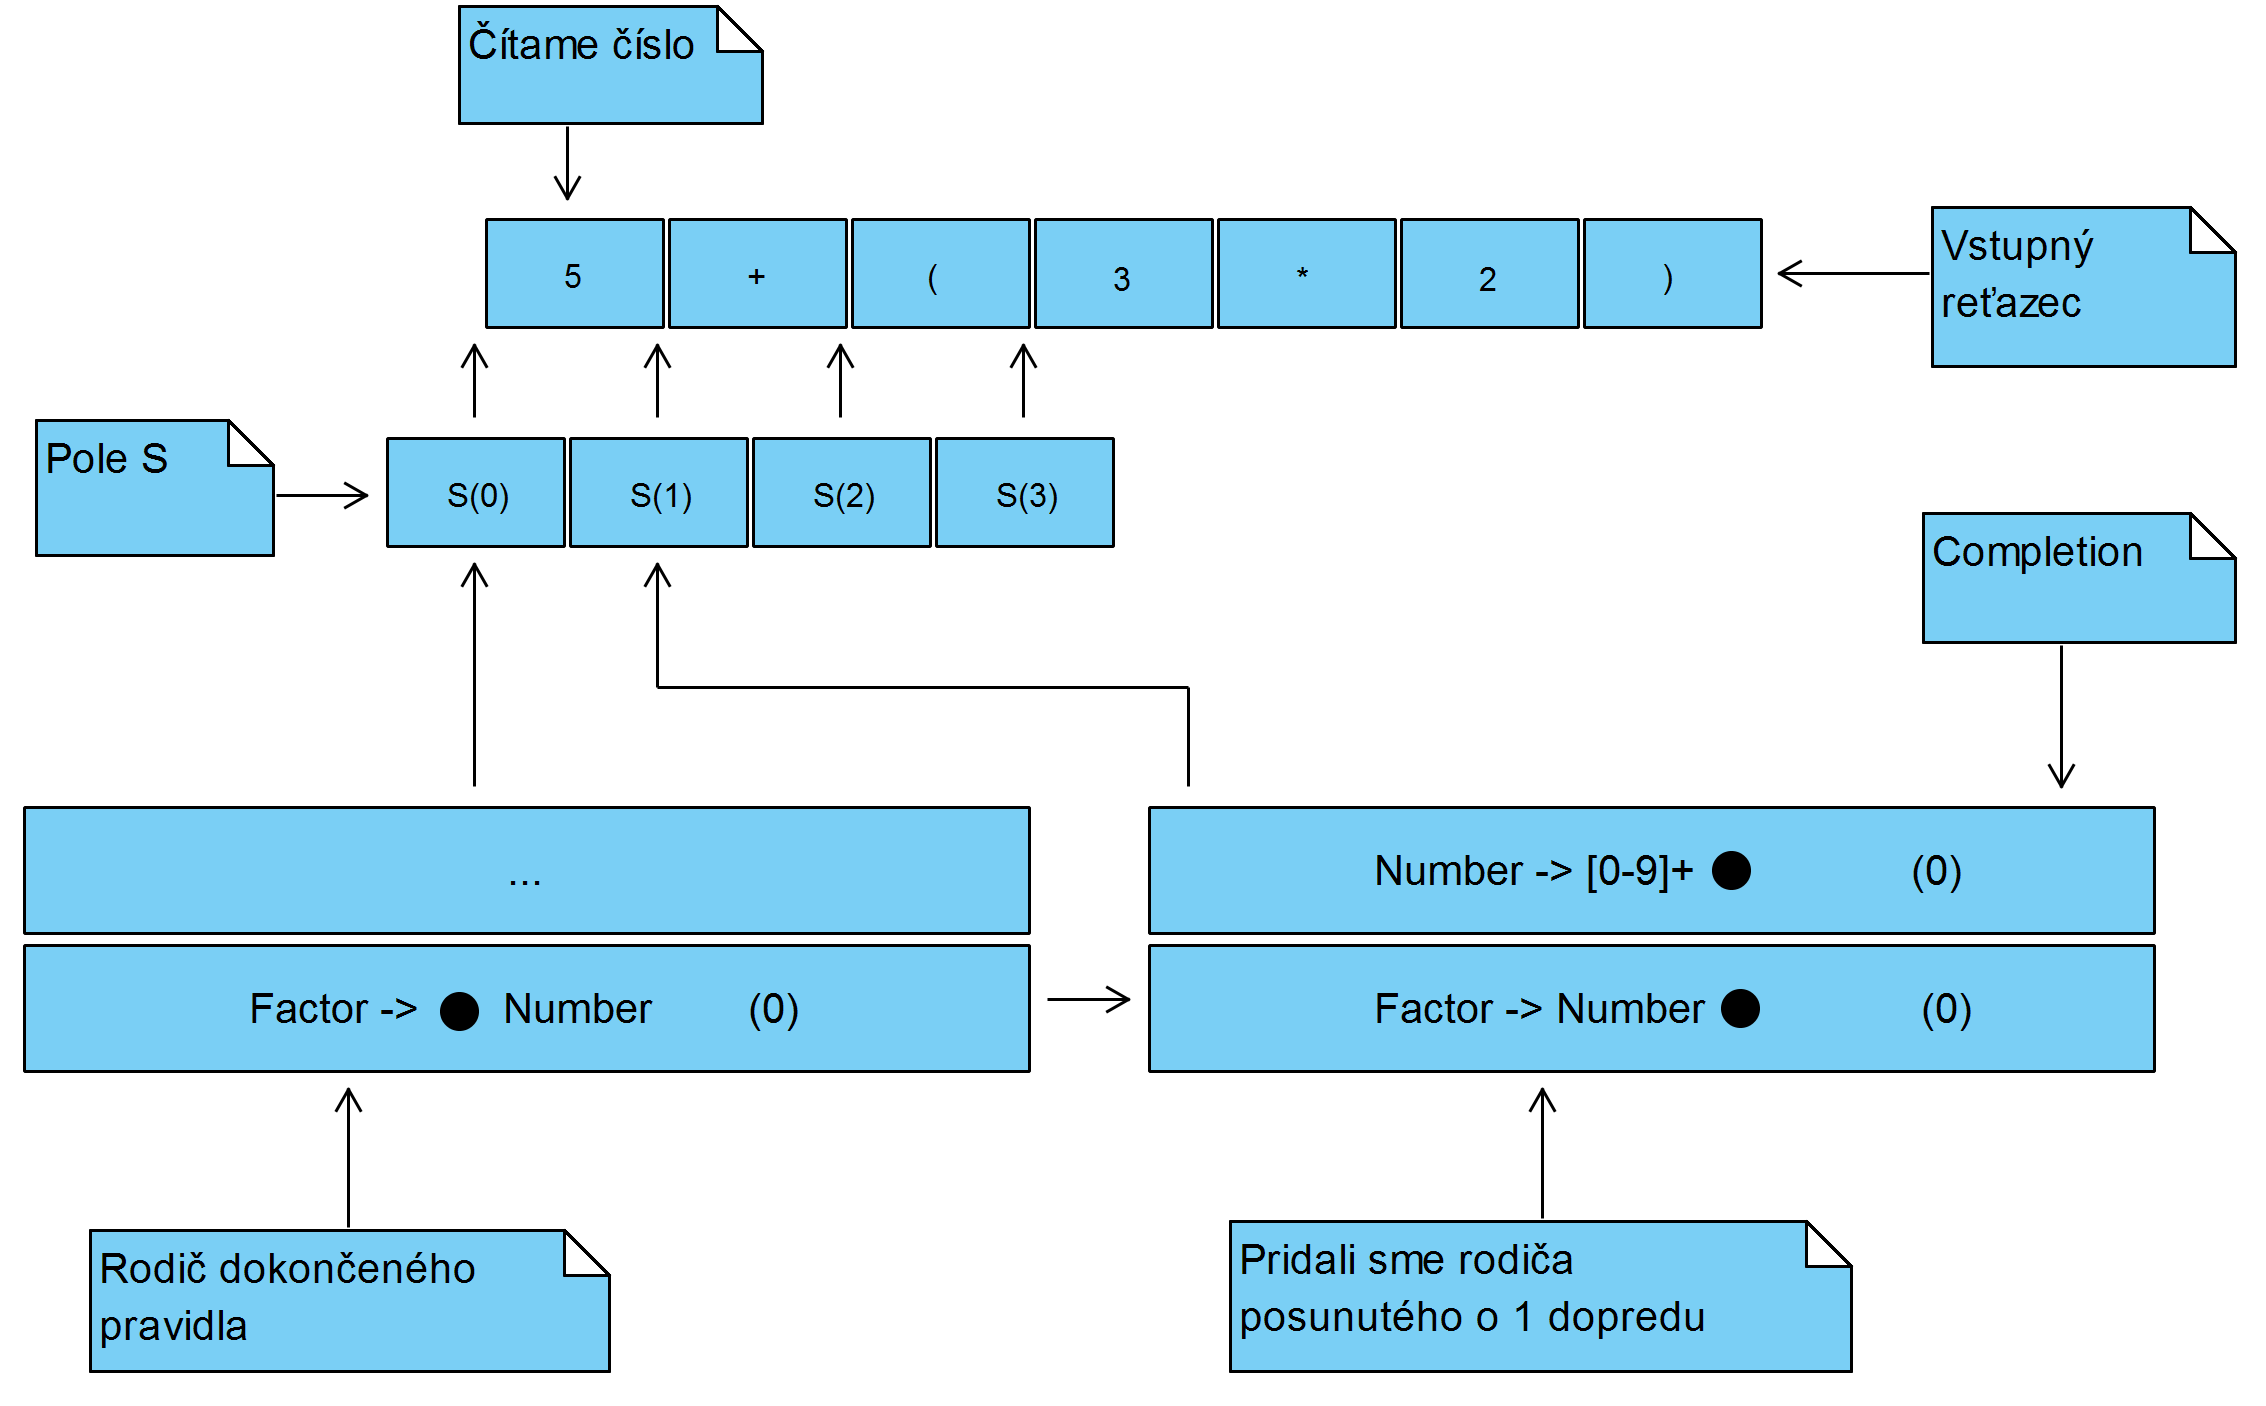 Čítame číslo
5 + ( 3 * 2 )
Vstupný
reťazec
Pole S
S(0) S(1) S(2) S(3)
Completion
...
Number -> [0-9]+ ● (0)
Factor -> ● Number (0)
Factor -> Number ● (0)
Rodič dokončeného
pravidla
Pridali sme rodiča
posunutého o 1 dopredu